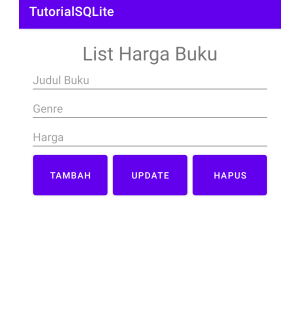 TutorialSQLite
List Harga Buku
Judul Buku
Genre
Harga
TAMBAH UPDATE HAPUS